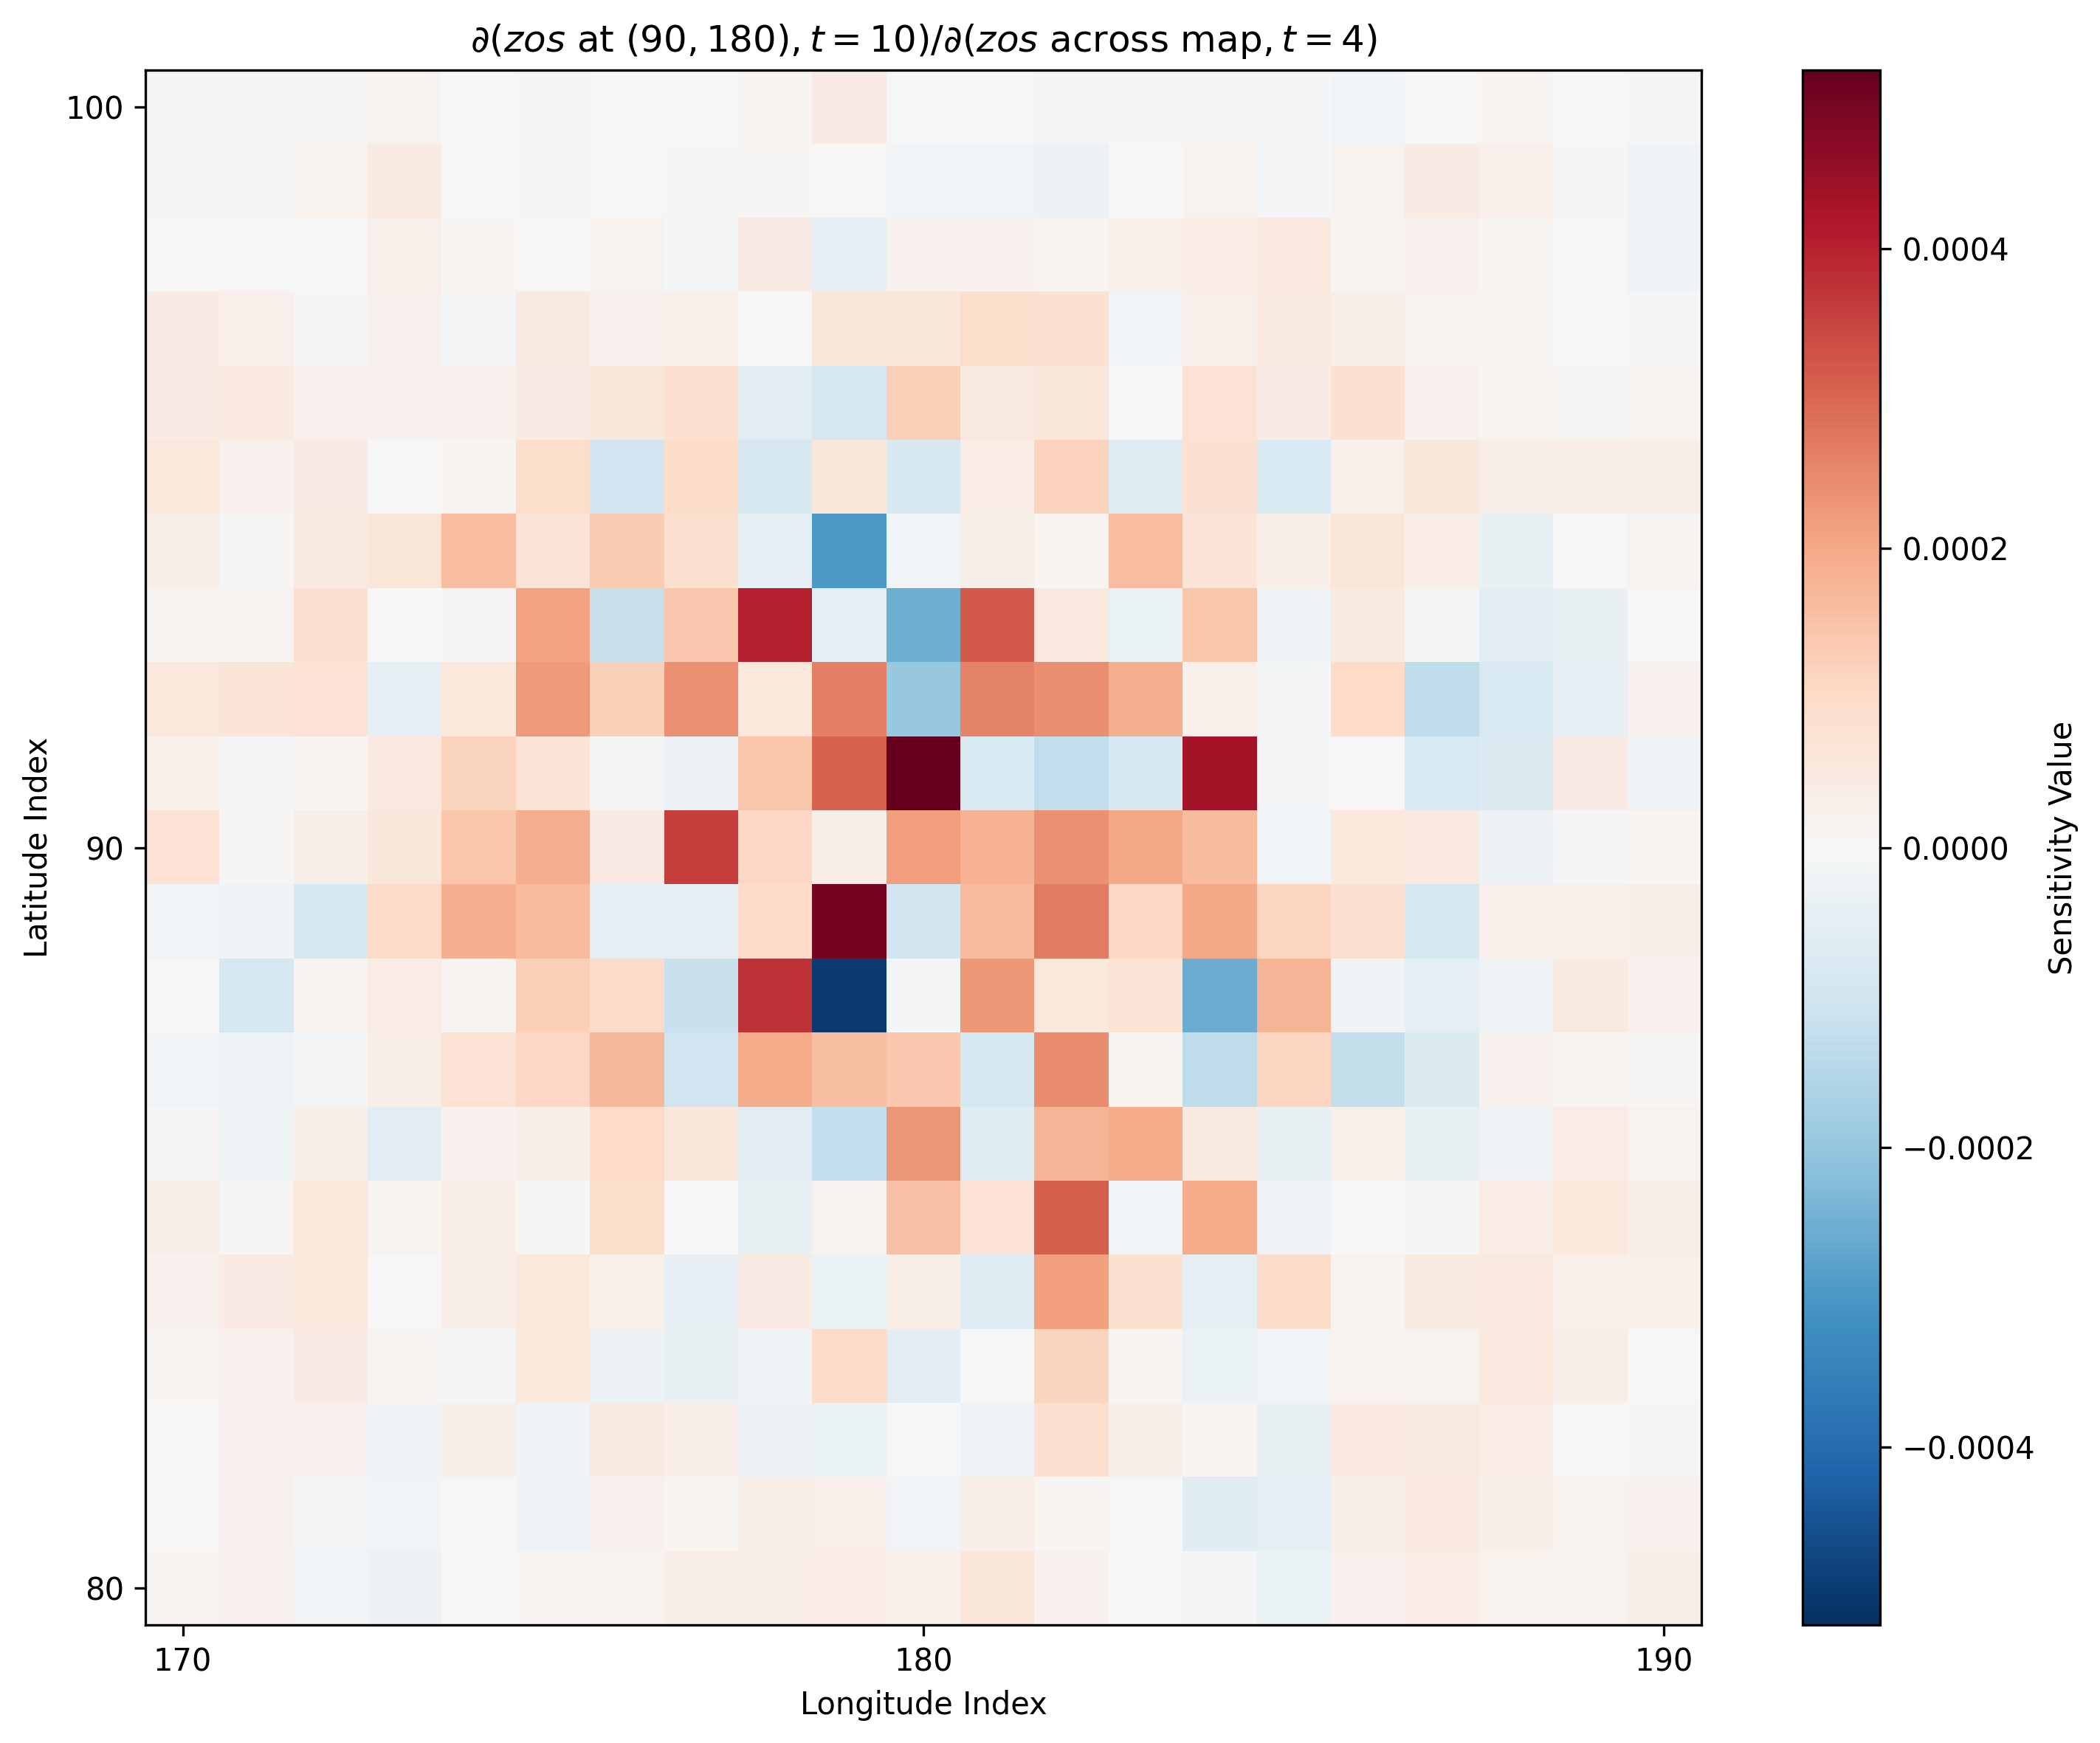 ∂(zos at (90, 180), t = 10)/∂(zos across map, t = 4)
100
90
80
Latitude Index
170
180
190
Longitude Index
0.0004
0.0002
0.0000
−0.0002
−0.0004
Sensitivity Value